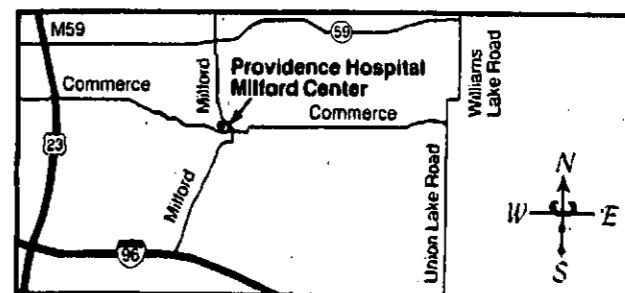 M59
59
Commerce
Milford
Providence Hospital
Milford Center
Commerce
Williams
Lake Road
23
Milford
Union Lake Road
96
N
W E
S